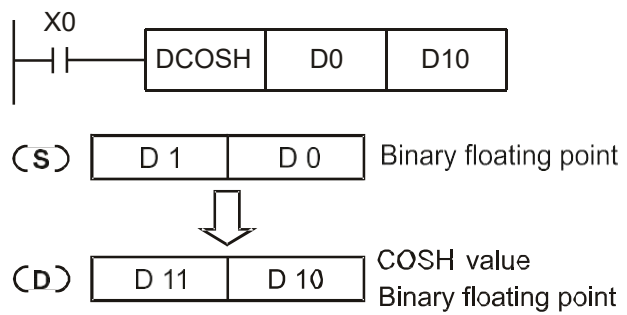 X0
DCOSH D0 D10
(S) D 1 D 0 Binary floating point
(D) D 11 D 10 COSH value
Binary floating point